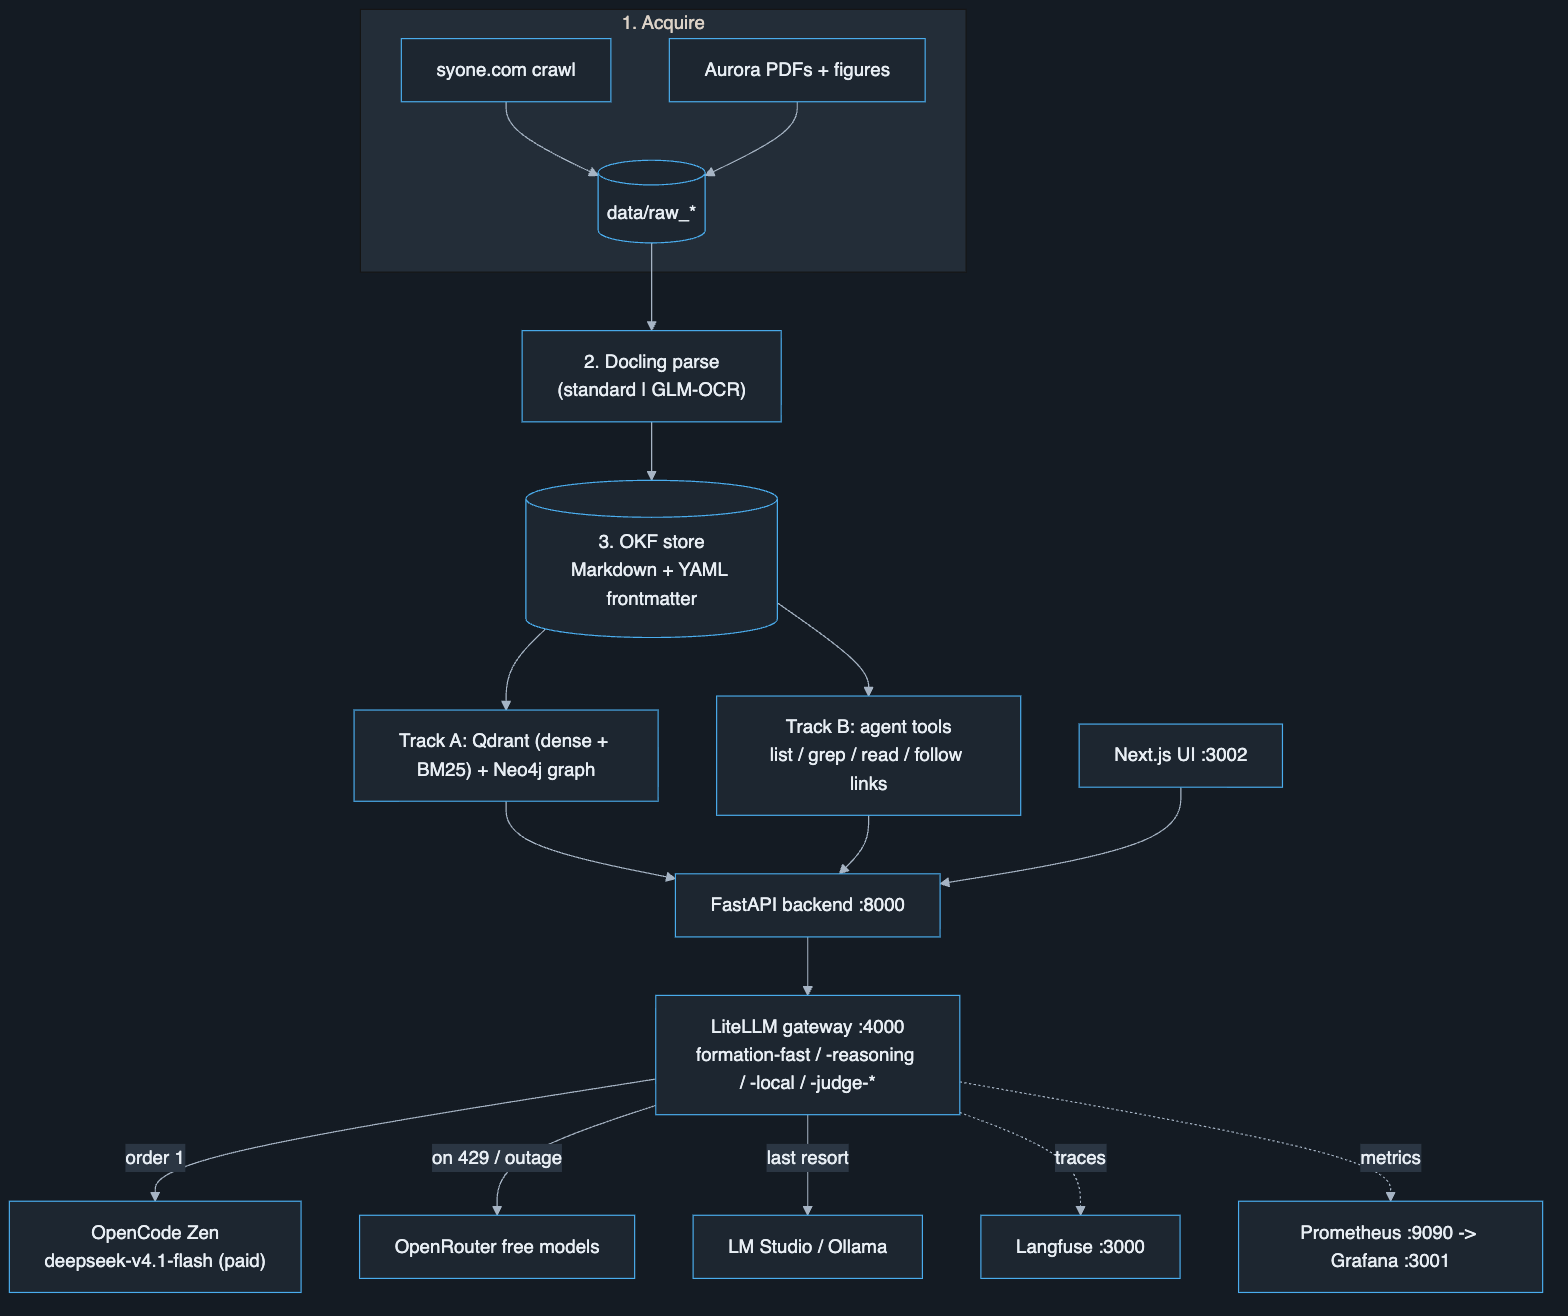 1. Acquire
syone.com crawl
Aurora PDFs + figures
data/raw_*
2. Docling parse
(standard | GLM-OCR)
3. OKF store
Markdown + YAML
frontmatter
Track A: Qdrant (dense +
BM25) + Neo4j graph
Track B: agent tools
list / grep / read / follow
links
Next.js UI :3002
FastAPI backend :8000
LiteLLM gateway :4000
formation-fast / -reasoning
/ -local / -judge-*
order 1
on 429 / outage
last resort
traces
metrics
OpenCode Zen
deepseek-v4.1-flash (paid)
OpenRouter free models
LM Studio / Ollama
Langfuse :3000
Prometheus :9090 ->
Grafana :3001